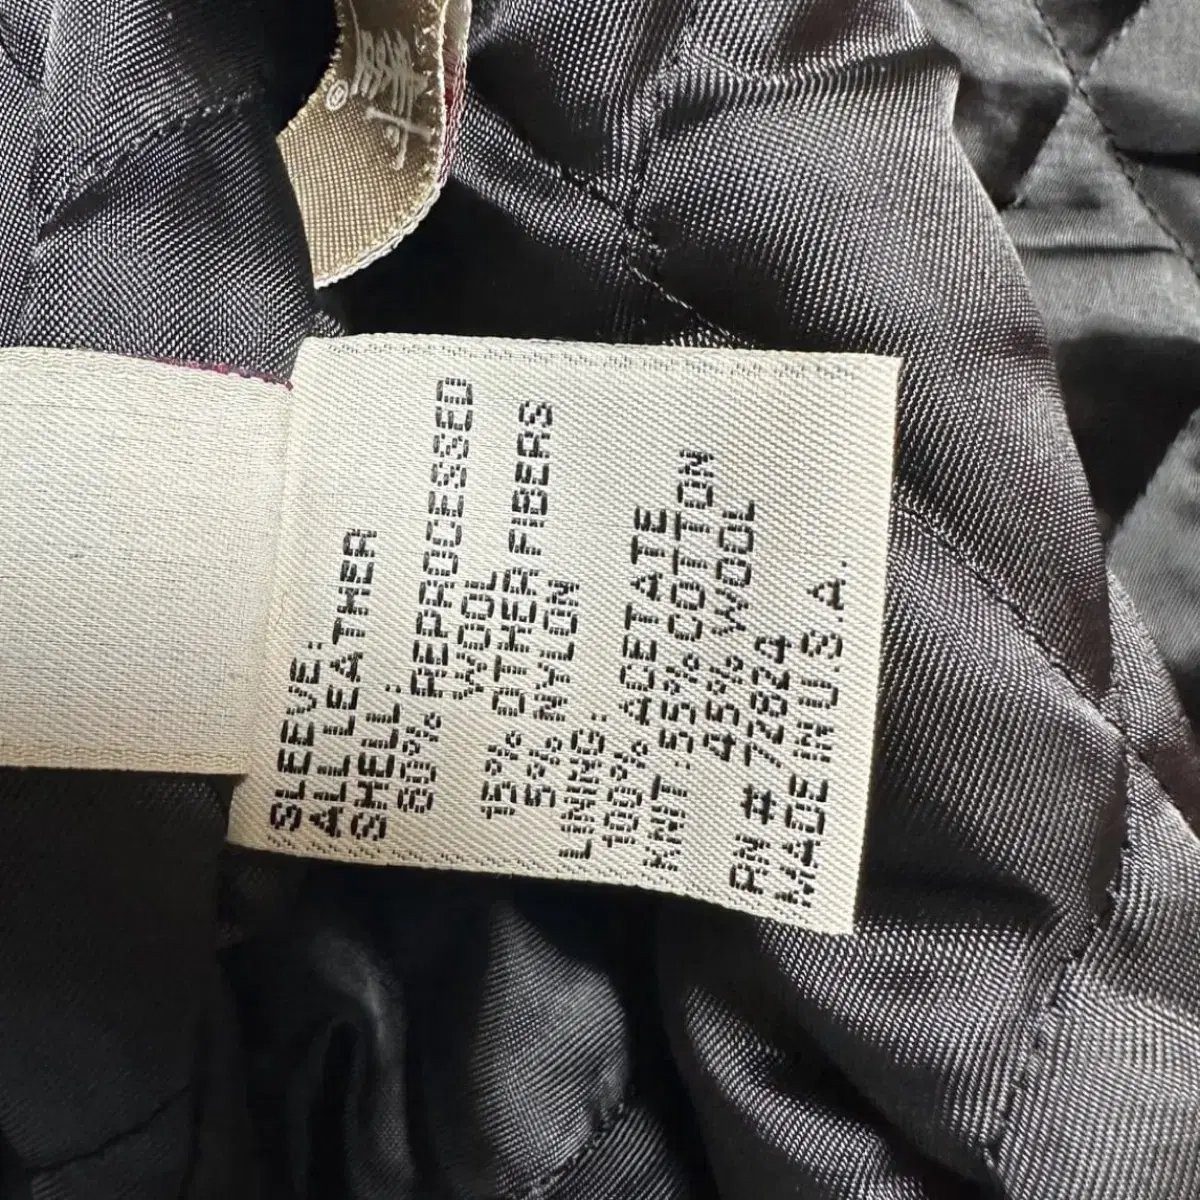 SLEEVE:
ALL LEATHER
SHELL:
80% REPROCESSED
WOOL
15% OTHER FIBERS
5% NYLON
LINING:
100% ACETATE
KNIT: 55% COTTON
45% WOOL
RN # 77824
MADE IN U.S.A.
®